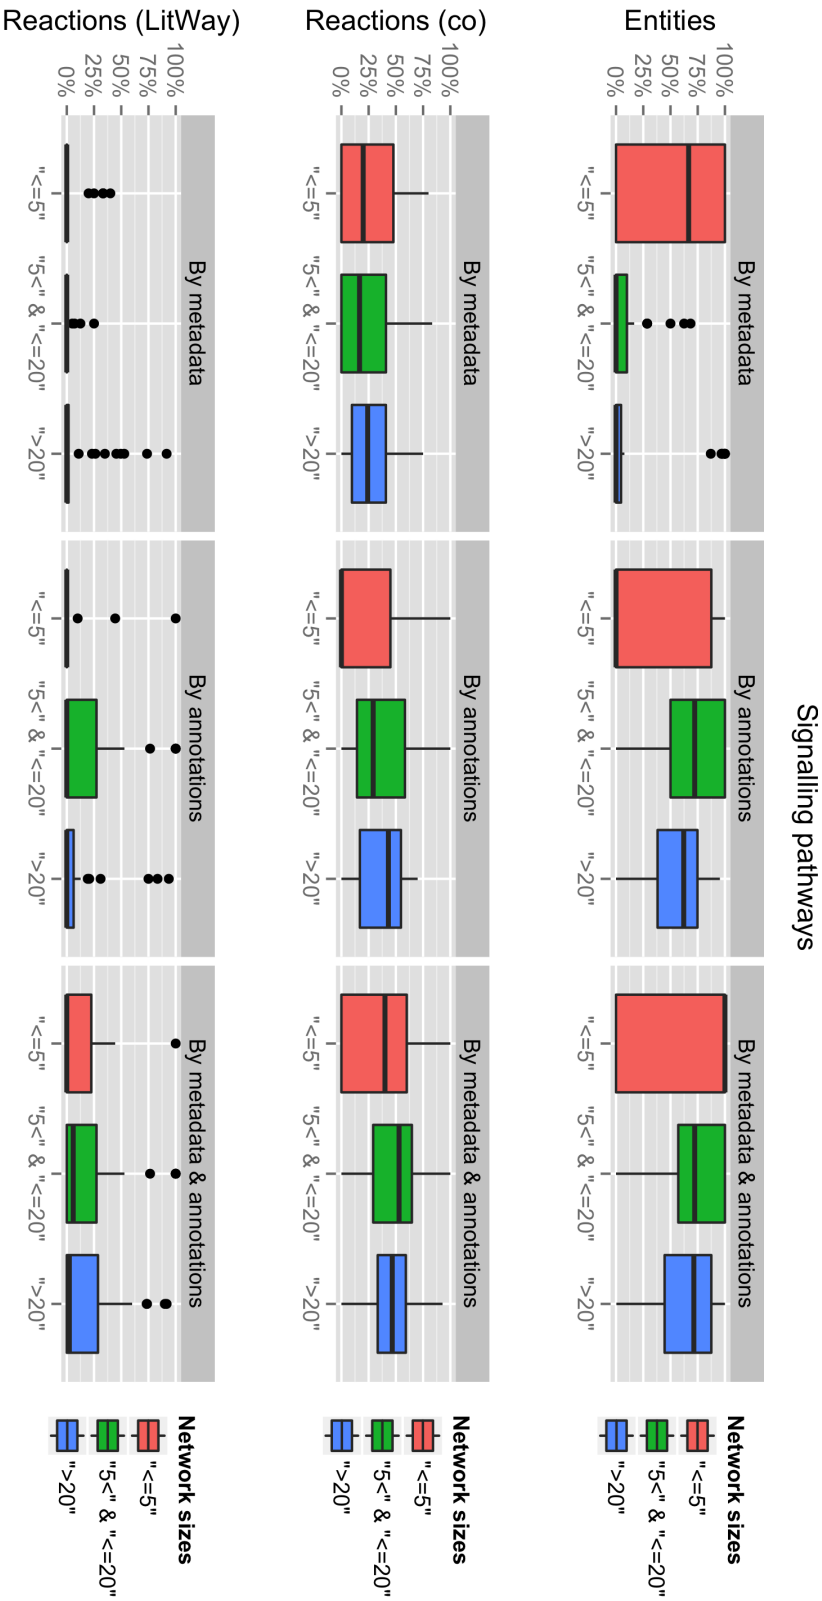 Signalling pathways
Entities
100%
75%
50%
25%
0%
By metadata
By annotations
By metadata & annotations
"<=5"
"5<" & "<=20"
">20"
"<=5"
"5<" & "<=20"
">20"
"<=5"
"5<" & "<=20"
">20"
Network sizes
"<=5"
"5<" & "<=20"
">20"
Reactions (co)
100%
75%
50%
25%
0%
By metadata
By annotations
By metadata & annotations
"<=5"
"5<" & "<=20"
">20"
"<=5"
"5<" & "<=20"
">20"
"<=5"
"5<" & "<=20"
">20"
Network sizes
"<=5"
"5<" & "<=20"
">20"
Reactions (LitWay)
100%
75%
50%
25%
0%
By metadata
By annotations
By metadata & annotations
"<=5"
"5<" & "<=20"
">20"
"<=5"
"5<" & "<=20"
">20"
"<=5"
"5<" & "<=20"
">20"
Network sizes
"<=5"
"5<" & "<=20"
">20"